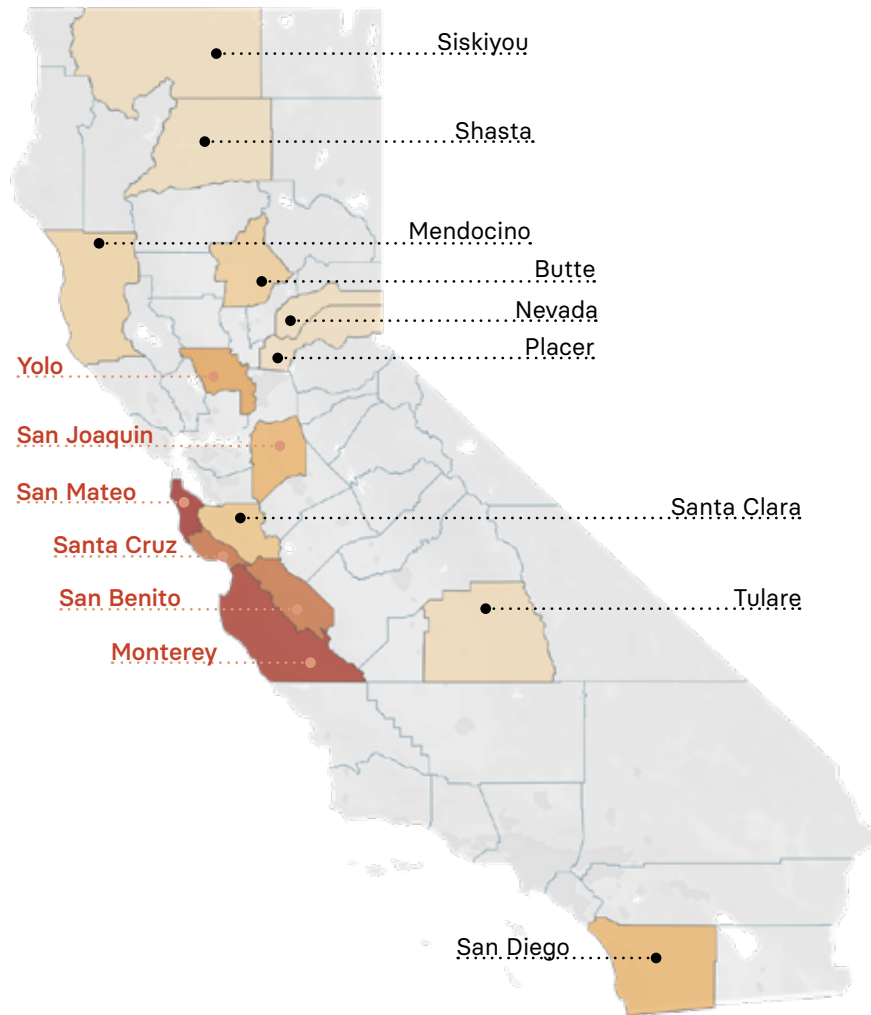 Siskiyou
Shasta
Mendocino
Butte
Nevada
Placer
Yolo
San Joaquin
San Mateo
Santa Clara
Santa Cruz
San Benito
Tulare
Monterey
San Diego